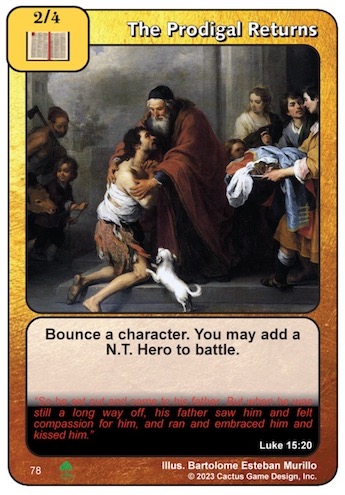 2/4
The Prodigal Returns
Bounce a character. You may add a
N.T. Hero to battle.
"So he and came to his father. But when he was
still a long way off, his father saw him and felt
compassion for him, and ran and embraced him and
kissed him."
Luke 15:20
78
Illus. Bartolome Esteban Murillo
© 2023 Cactus Game Design, Inc.